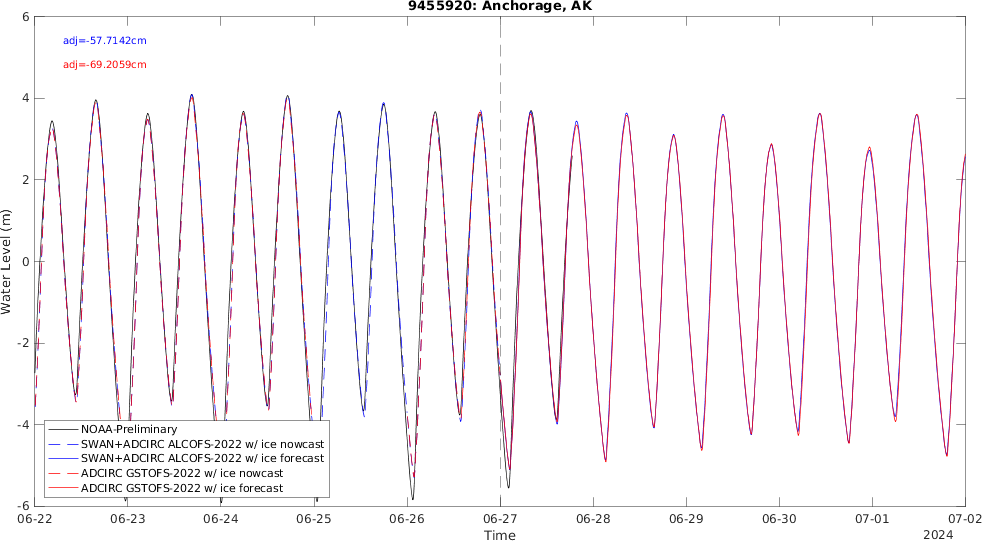 9455920: Anchorage, AK
adj=-57.7142cm
adj=-69.2059cm
6
4
2
0
-2
-4
-6
Water Level (m)
NOAA-Preliminary
SWAN+ADCIRC ALCOFS-2022 w/ ice nowcast
SWAN+ADCIRC ALCOFS-2022 w/ ice forecast
ADCIRC GSTOFS-2022 w/ ice nowcast
ADCIRC GSTOFS-2022 w/ ice forecast
06-22 06-23 06-24 06-25 06-26 06-27 06-28 06-29 06-30 07-01 07-02
Time
2024